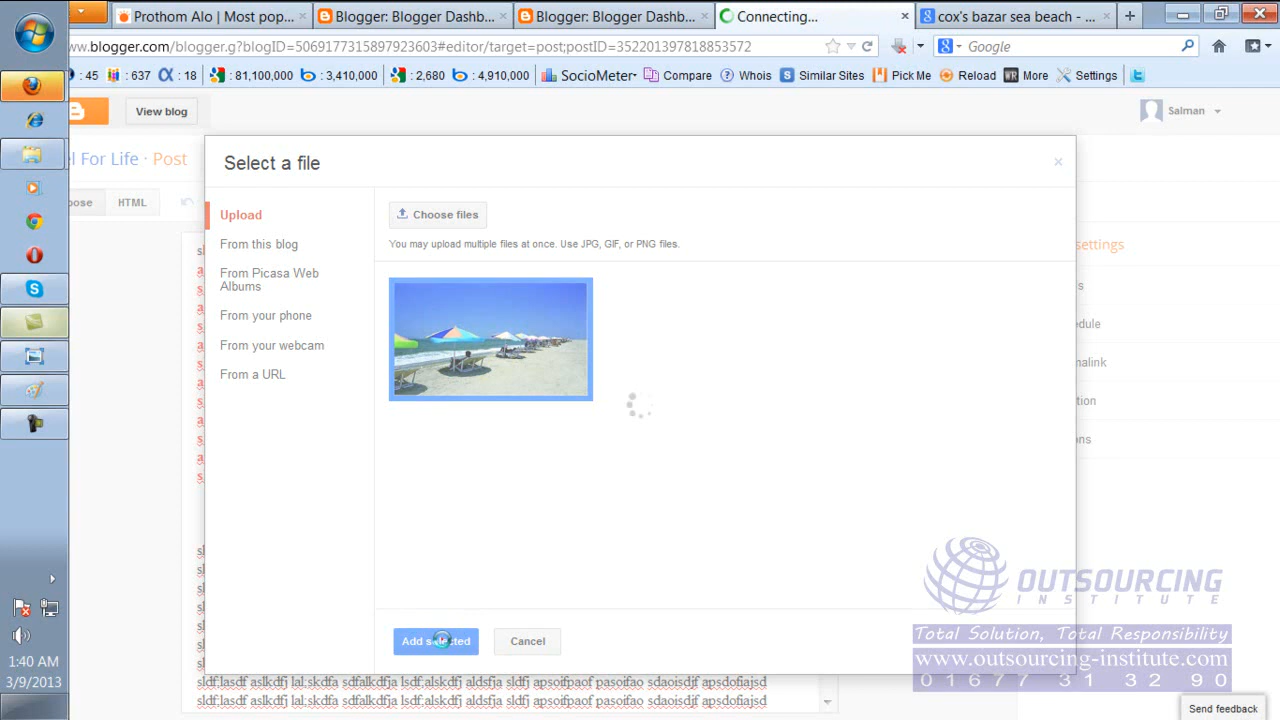 Prothom Alo | Most pop...
Blogger: Blogger Dashb...
Blogger: Blogger Dashb...
Connecting...
cox's bazar sea beach - ...
ww.blogger.com/blogger.g?blogID=5069177315897923603#editor/target=post;postID=352201397818853572
Google
: 45
: 637
: 18
: 81,100,000
: 3,410,000
: 2,680
: 4,910,000
SocioMeter
Compare
Whois
Similar Sites
Pick Me
Reload
WR More
Settings
View blog
Salman
el For Life · Post
Select a file
HTML
Upload
Choose files
You may upload multiple files at once. Use JPG, GIF, or PNG files.
From this blog
settings
From Picasa Web
Albums
From your phone
From your webcam
From a URL
OUTSOURCING
INSTITUTE
Total Solution, Total Responsibility
www.outsourcing-institute.com
01677 31 32 90
Add selected
Cancel
1:40 AM
3/9/2013
sldf;lasdf aslkdfj lal;skdfa sdfalkdfja lsdf;alskdfj aldsfja sldfj apsoifpaof pasoifao sdaoisdjf apsdofiajsd
sldf;lasdf aslkdfj lal;skdfa sdfalkdfja lsdf;alskdfj aldsfja sldfj apsoifpaof pasoifao sdaoisdjf apsdofiajsd
Send feedback